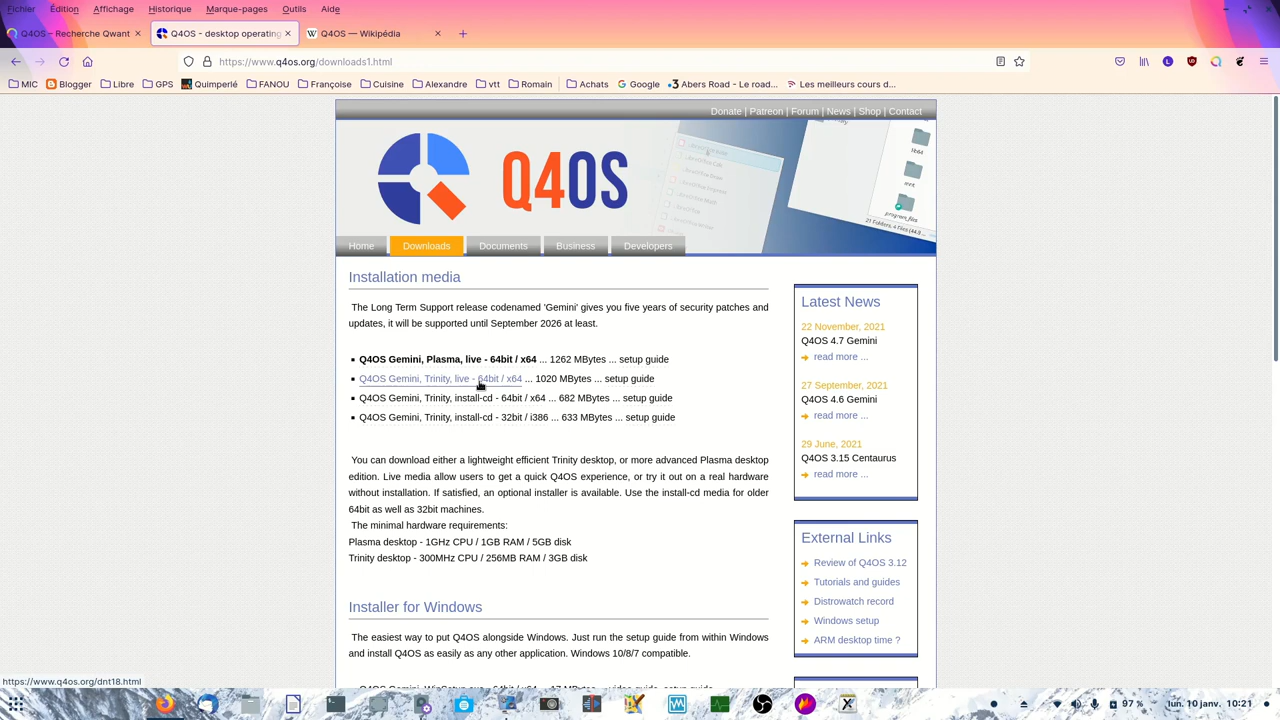 Fichier Édition Affichage Historique Marque-pages Outils Aide
Q4OS – Recherche Qwant × Q4OS - desktop operating × W Q4OS — Wikipédia × +
https://www.q4os.org/downloads1.html
MIC Blogger Libre GPS Quimperlé FANOU Françoise Cuisine Alexandre vtt Romain Achats Google Abers Road - Le road... Les meilleurs cours d...
Donate | Patreon | Forum | News | Shop | Contact
Q4OS
Home Downloads Documents Business Developers
Installation media
The Long Term Support release codenamed 'Gemini' gives you five years of security patches and
updates, it will be supported until September 2026 at least.
▪ Q4OS Gemini, Plasma, live - 64bit / x64 ... 1262 MBytes ... setup guide
▪ Q4OS Gemini, Trinity, live - 64bit / x64 ... 1020 MBytes ... setup guide
▪ Q4OS Gemini, Trinity, install-cd - 64bit / x64 ... 682 MBytes ... setup guide
▪ Q4OS Gemini, Trinity, install-cd - 32bit / i386 ... 633 MBytes ... setup guide
You can download either a lightweight efficient Trinity desktop, or more advanced Plasma desktop
edition. Live media allow users to get a quick Q4OS experience, or try it out on a real hardware
without installation. If satisfied, an optional installer is available. Use the install-cd media for older
64bit as well as 32bit machines.
The minimal hardware requirements:
Plasma desktop - 1GHz CPU / 1GB RAM / 5GB disk
Trinity desktop - 300MHz CPU / 256MB RAM / 3GB disk
Installer for Windows
The easiest way to put Q4OS alongside Windows. Just run the setup guide from within Windows
and install Q4OS as easily as any other application. Windows 10/8/7 compatible.
Latest News
22 November, 2021
Q4OS 4.7 Gemini
read more ...
27 September, 2021
Q4OS 4.6 Gemini
read more ...
29 June, 2021
Q4OS 3.15 Centaurus
read more ...
External Links
Review of Q4OS 3.12
Tutorials and guides
Distrowatch record
Windows setup
ARM desktop time ?
https://www.q4os.org/dnt18.html
97 % lun. 10 janv. 10:21